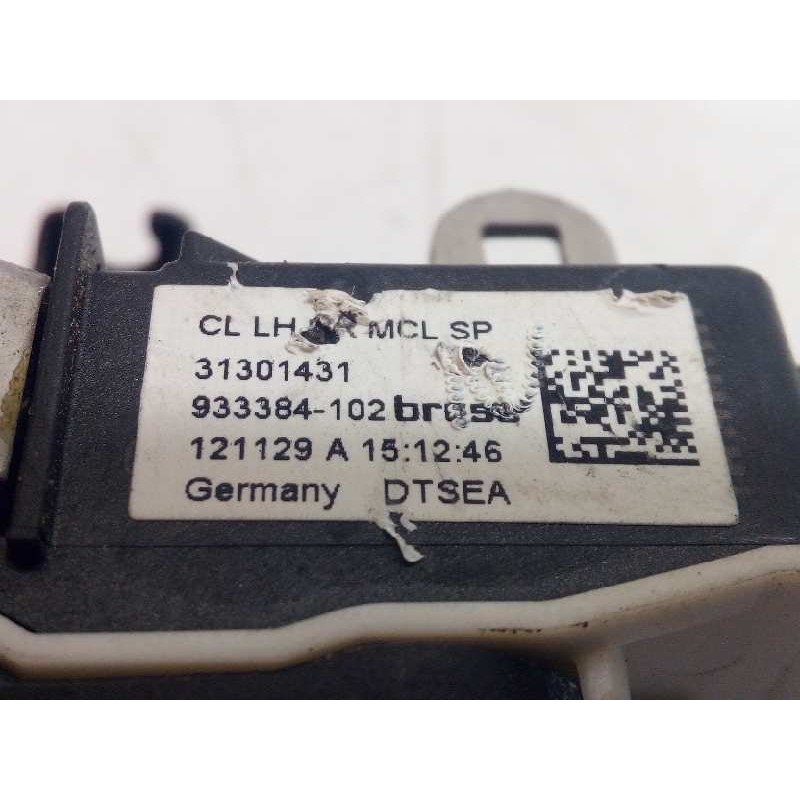 CL LH MCL SP
31301431
933384-102 brose
121129 A 15:12:46
Germany DTSEA